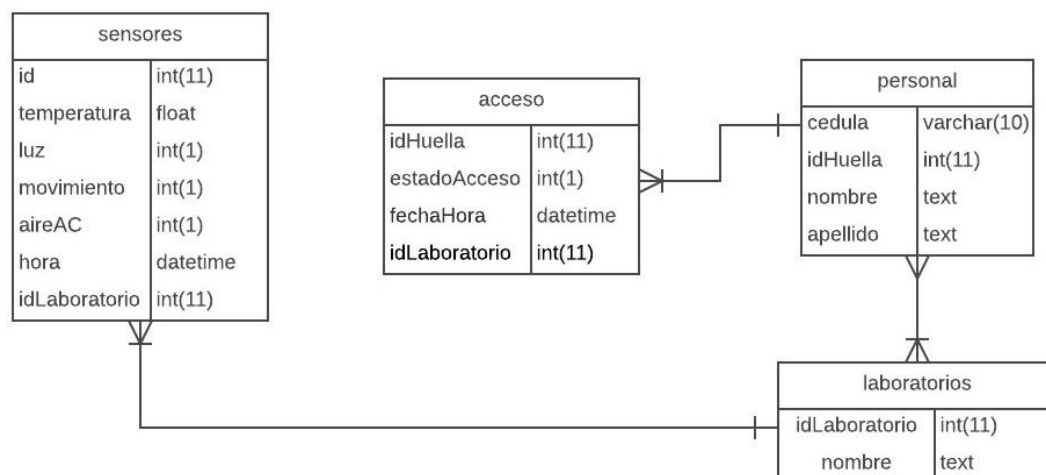 sensores
id int(11)
temperatura float
luz int(1)
movimiento int(1)
aireAC int(1)
hora datetime
idLaboratorio int(11)
acceso
idHuella int(11)
estadoAcceso int(1)
fechaHora datetime
idLaboratorio int(11)
personal
cedula varchar(10)
idHuella int(11)
nombre text
apellido text
laboratorios
idLaboratorio int(11)
nombre text